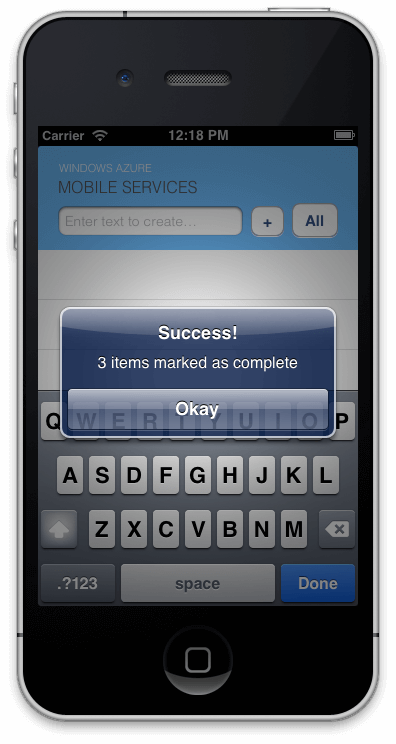 Carrier 12:18 PM
WINDOWS AZURE
MOBILE SERVICES
Enter text to create...
+ All
Success!
3 items marked as complete
Okay
Q W E R T Y U I O P
A S D F G H J K L
Z X C V B N M
.?123 space Done